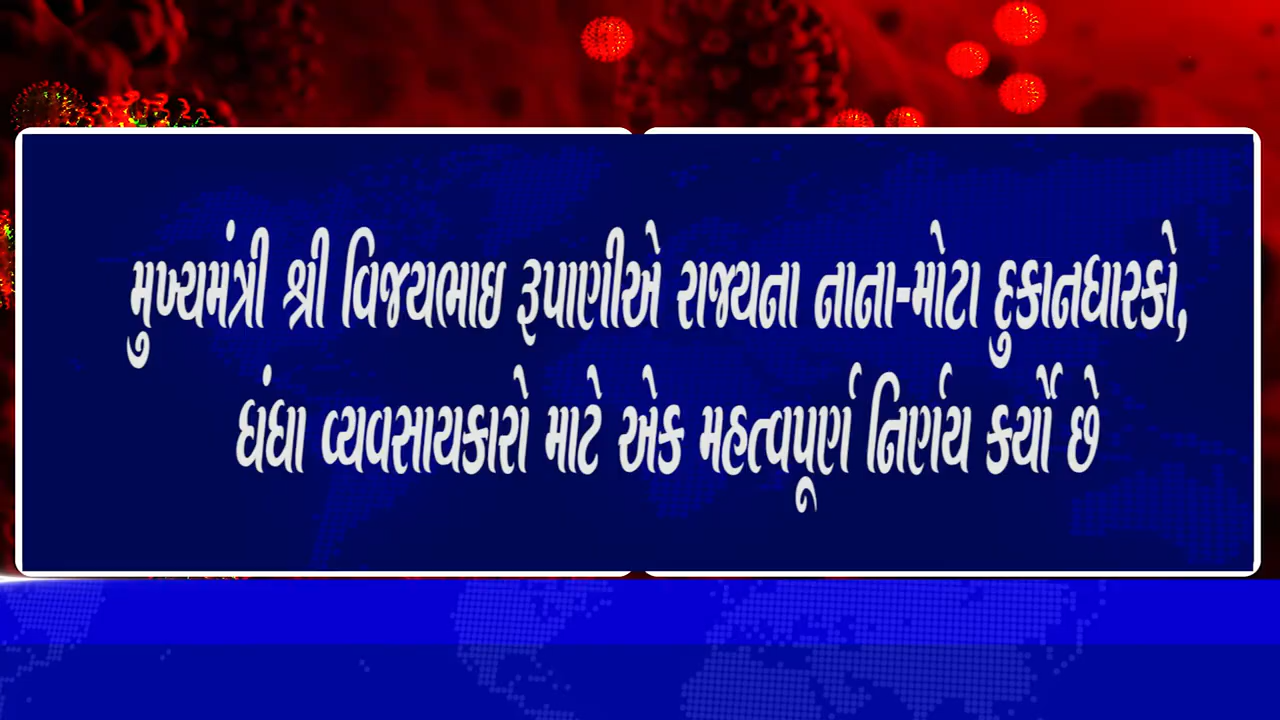 મુખ્યમંત્રી શ્રી વિજયભાઇ રૂપાણીએ રાજ્યના નાના-મોટા દુકાનધારકો,
ધંધા વ્યવસાયકારો માટે એક મહત્વપૂર્ણ નિર્ણય કર્યો છે